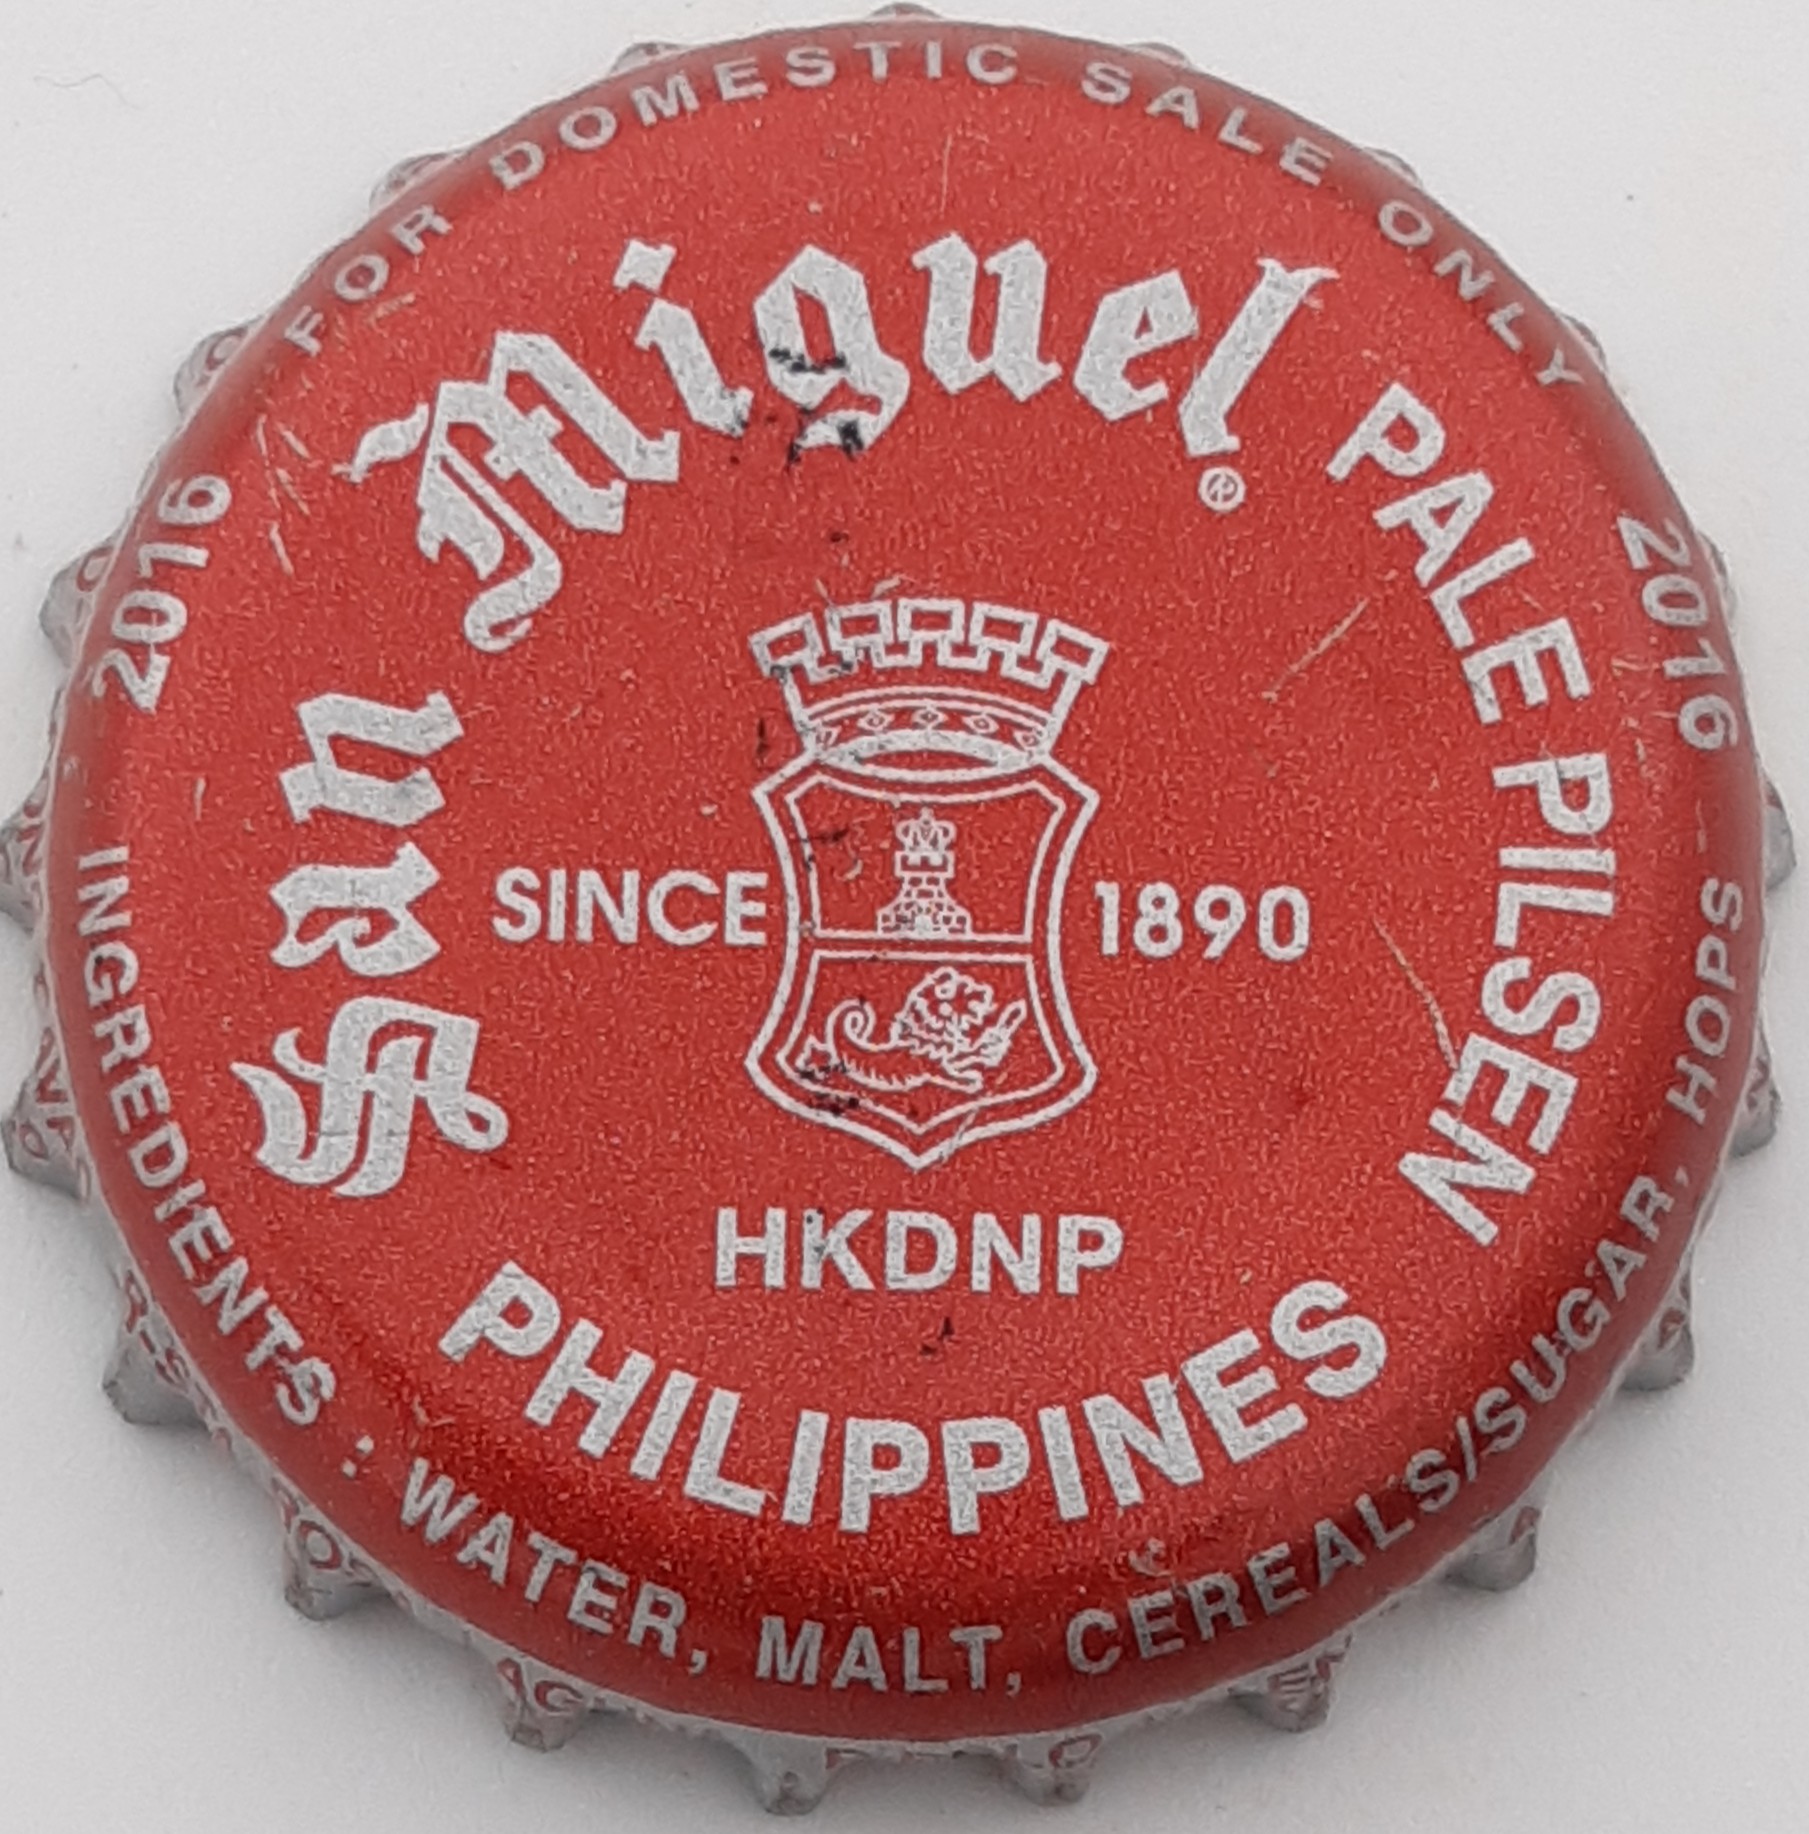 FOR DOMESTIC SALE ONLY
2016
2016
San Miguel®
PALE PILSEN
SINCE 1890
HKDNP
PHILIPPINES
INGREDIENTS : WATER, MALT, CEREALS/SUGAR, HOPS